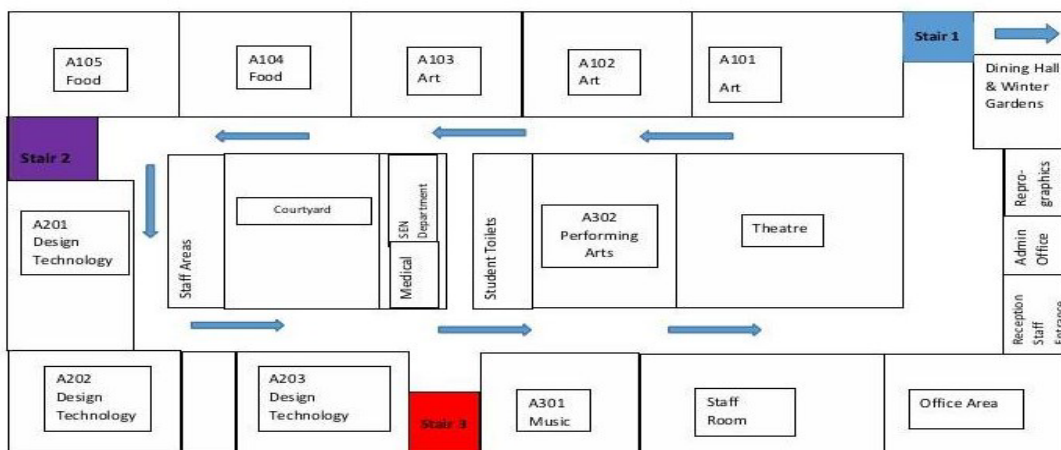 A105
Food
A104
Food
A103
Art
A102
Art
A101
Art
Stair 1
Dining Hall
& Winter
Gardens
Stair 2
A201
Design
Technology
Staff Areas
Courtyard
SEN
Department
Medical
Student Toilets
A302
Performing
Arts
Theatre
Repro-
graphics
Admin
Office
Reception
Staff
Entrance
A202
Design
Technology
A203
Design
Technology
Stair 3
A301
Music
Staff
Room
Office Area